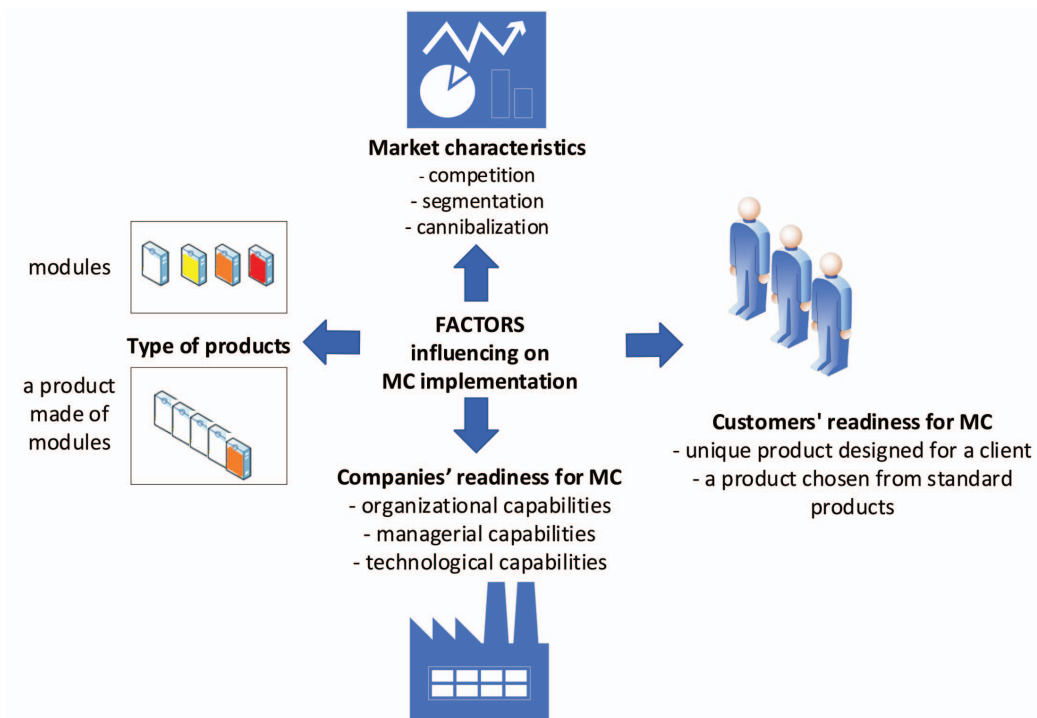 Market characteristics
- competition
- segmentation
- cannibalization
modules
Type of products
a product
made of
modules
FACTORS
influencing on
MC implementation
Customers' readiness for MC
- unique product designed for a client
- a product chosen from standard
products
Companies’ readiness for MC
- organizational capabilities
- managerial capabilities
- technological capabilities